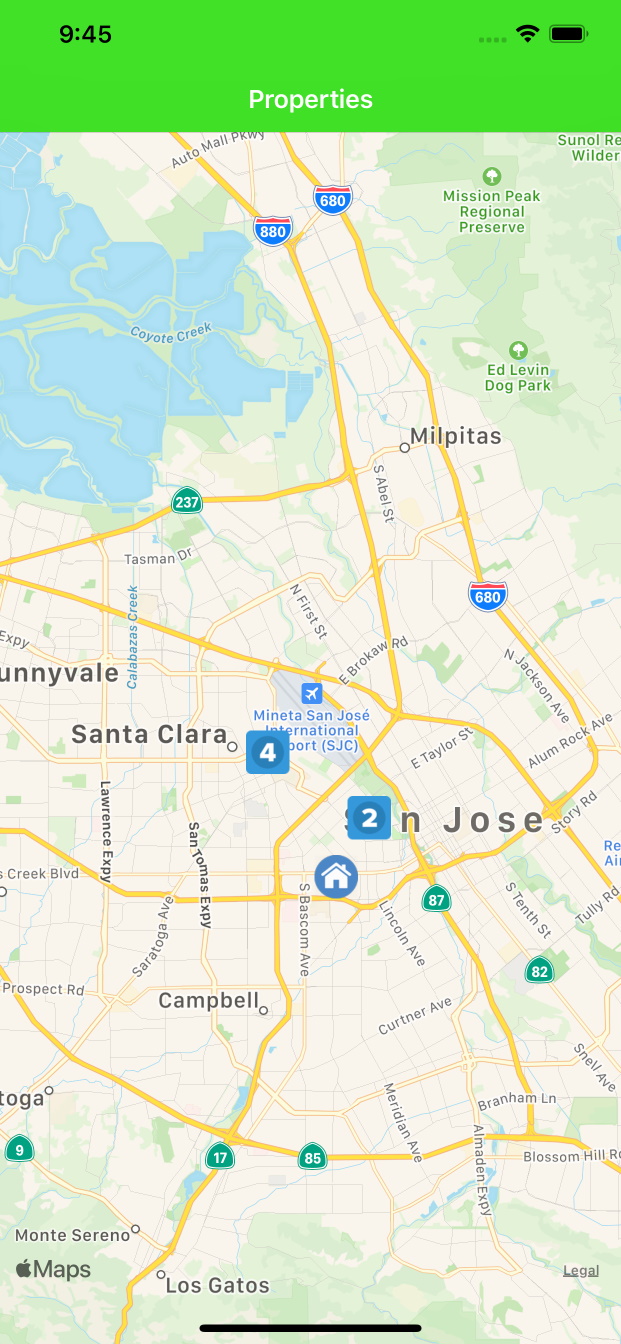 9:45
Properties
Auto Mall Pkwy
Sunol Re
Wilder
680
Mission Peak
Regional
Preserve
880
Coyote Creek
Ed Levin
Dog Park
Milpitas
S Abel St
237
Tasman Dr
Calabazas Creek
N First St
680
Expy
E Brokaw Rd
N Jackson Ave
unnyvale
Mineta San José
International
port (SJC)
Santa Clara
4
E Taylor St
Alum Rock Ave
Lawrence Expy
2
n Jose
Story Rd
San Tomas Expy
Re
Air
s Creek Blvd
S Bascom Ave
87
Lincoln Ave
S Tenth St
Tully Rd
Saratoga Ave
82
Prospect Rd
Campbell
Curtner Ave
Snell Ave
toga
Meridian Ave
Branham Ln
Almaden Expy
9
17
85
Blossom Hill Rd
Monte Sereno
Maps
Legal
Los Gatos